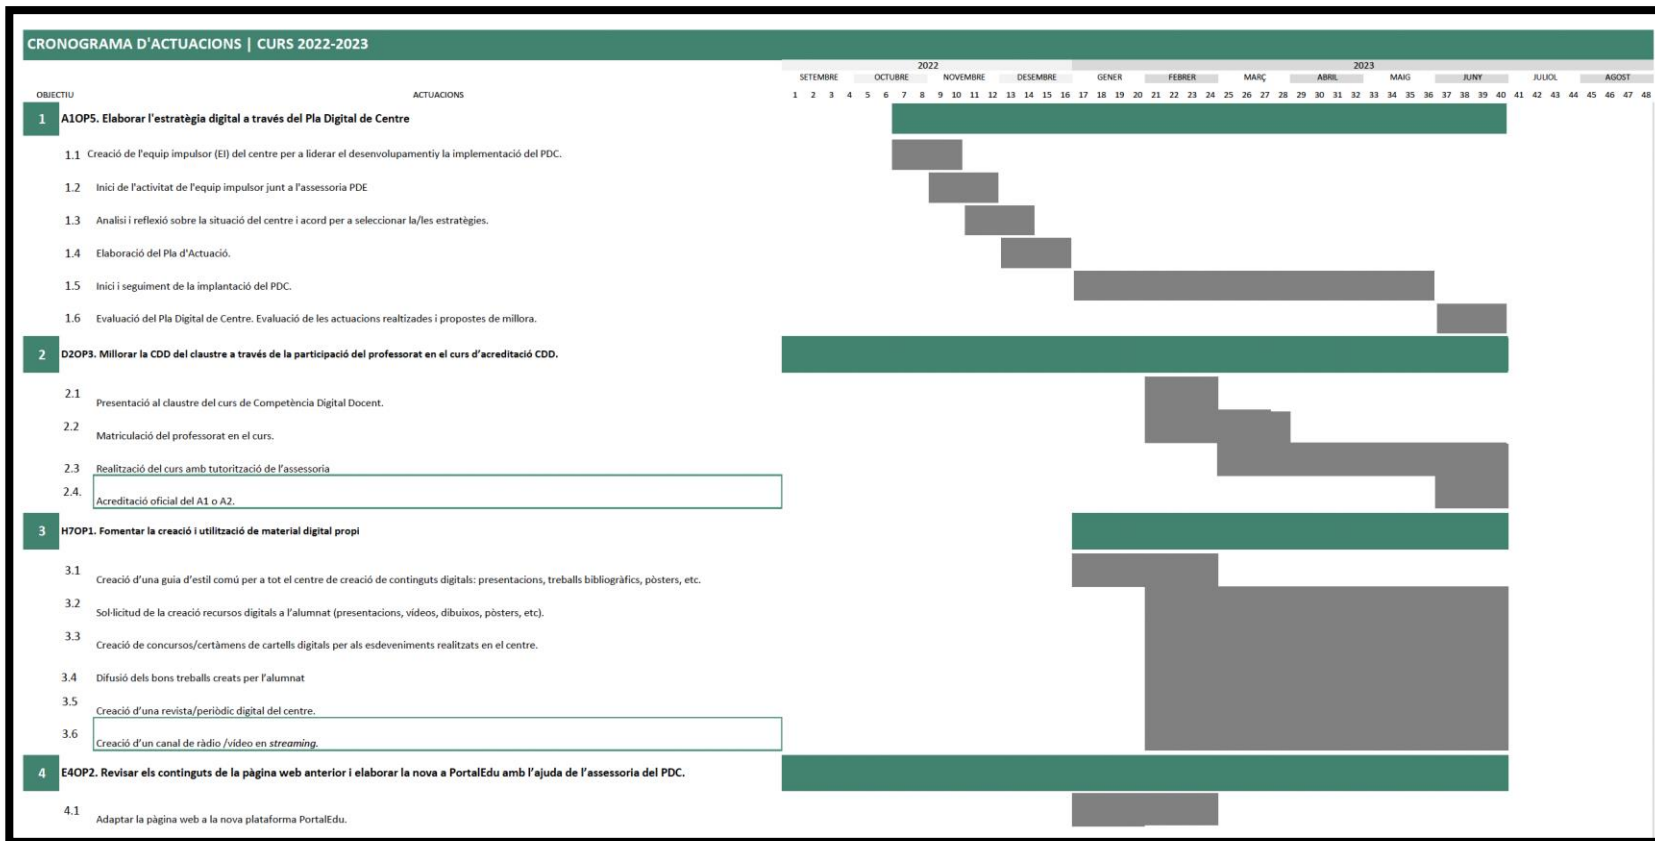 CRONOGRAMA D'ACTUACIONS | CURS 2022-2023
2022 2023
SETEMBRE OCTUBRE NOVEMBRE DESEMBRE GENER FEBRER MARÇ ABRIL MAIG JUNY JULIOL AGOST
OBJECTIU ACTUACIONS 1 2 3 4 5 6 7 8 9 10 11 12 13 14 15 16 17 18 19 20 21 22 23 24 25 26 27 28 29 30 31 32 33 34 35 36 37 38 39 40 41 42 43 44 45 46 47 48
1 A1OP5. Elaborar l'estratègia digital a través del Pla Digital de Centre
1.1 Creació de l'equip impulsor (EI) del centre per a liderar el desenvolupamentiy la implementació del PDC.
1.2 Inici de l'activitat de l'equip impulsor junt a l'assessoria PDE
1.3 Analisi i reflexió sobre la situació del centre i acord per a seleccionar la/les estratègies.
1.4 Elaboració del Pla d'Actuació.
1.5 Inici i seguiment de la implantació del PDC.
1.6 Evaluació del Pla Digital de Centre. Evaluació de les actuacions realtizades i propostes de millora.
2 D2OP3. Millorar la CDD del claustre a través de la participació del professorat en el curs d’acreditació CDD.
2.1 Presentació al claustre del curs de Competència Digital Docent.
2.2 Matriculació del professorat en el curs.
2.3 Realització del curs amb tutorització de l’assessoria
2.4. Acreditació oficial del A1 o A2.
3 H7OP1. Fomentar la creació i utilització de material digital propi
3.1 Creació d’una guia d’estil comú per a tot el centre de creació de continguts digitals: presentacions, treballs bibliogràfics, pòsters, etc.
3.2 Sol·licitud de la creació recursos digitals a l’alumnat (presentacions, vídeos, dibuixos, pòsters, etc).
3.3 Creació de concursos/certàmens de cartells digitals per als esdeveniments realitzats en el centre.
3.4 Difusió dels bons treballs creats per l’alumnat
3.5 Creació d’una revista/periòdic digital del centre.
3.6 Creació d’un canal de ràdio /vídeo en streaming.
4 E4OP2. Revisar els continguts de la pàgina web anterior i elaborar la nova a PortalEdu amb l’ajuda de l’assessoria del PDC.
4.1 Adaptar la pàgina web a la nova plataforma PortalEdu.